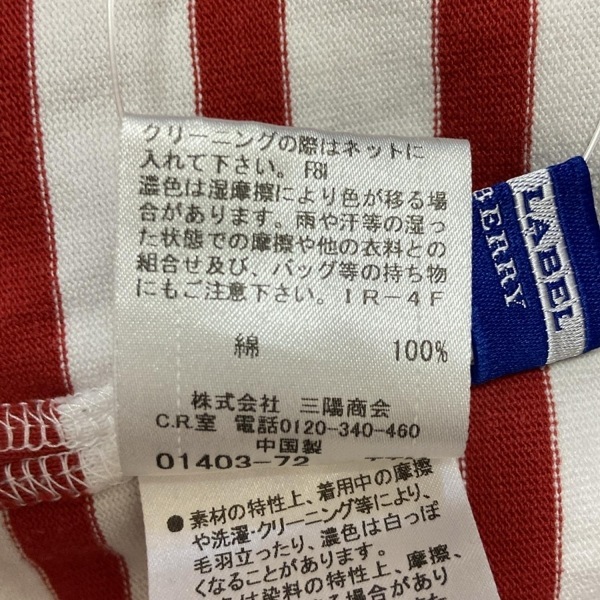 クリーニングの際はネットに
入れて下さい。 F8I
濃色は湿摩擦により色が移る場
合があります。雨や汗等の湿っ
た状態での摩擦や他の衣料との
組合せ及び、バッグ等の持ち物
にもご注意下さい。IR-4F
綿 100%
株式会社 三陽商会
C.R.室 電話0120-340-460
中国製
01403-72
●素材の特性上、着用中の摩擦
や洗濯・クリーニング等により、
毛羽立ったり、濃色は白っぽ
くなることがあります。
は染料の特性上、摩擦、
る場合があり
LABEL
BERRY